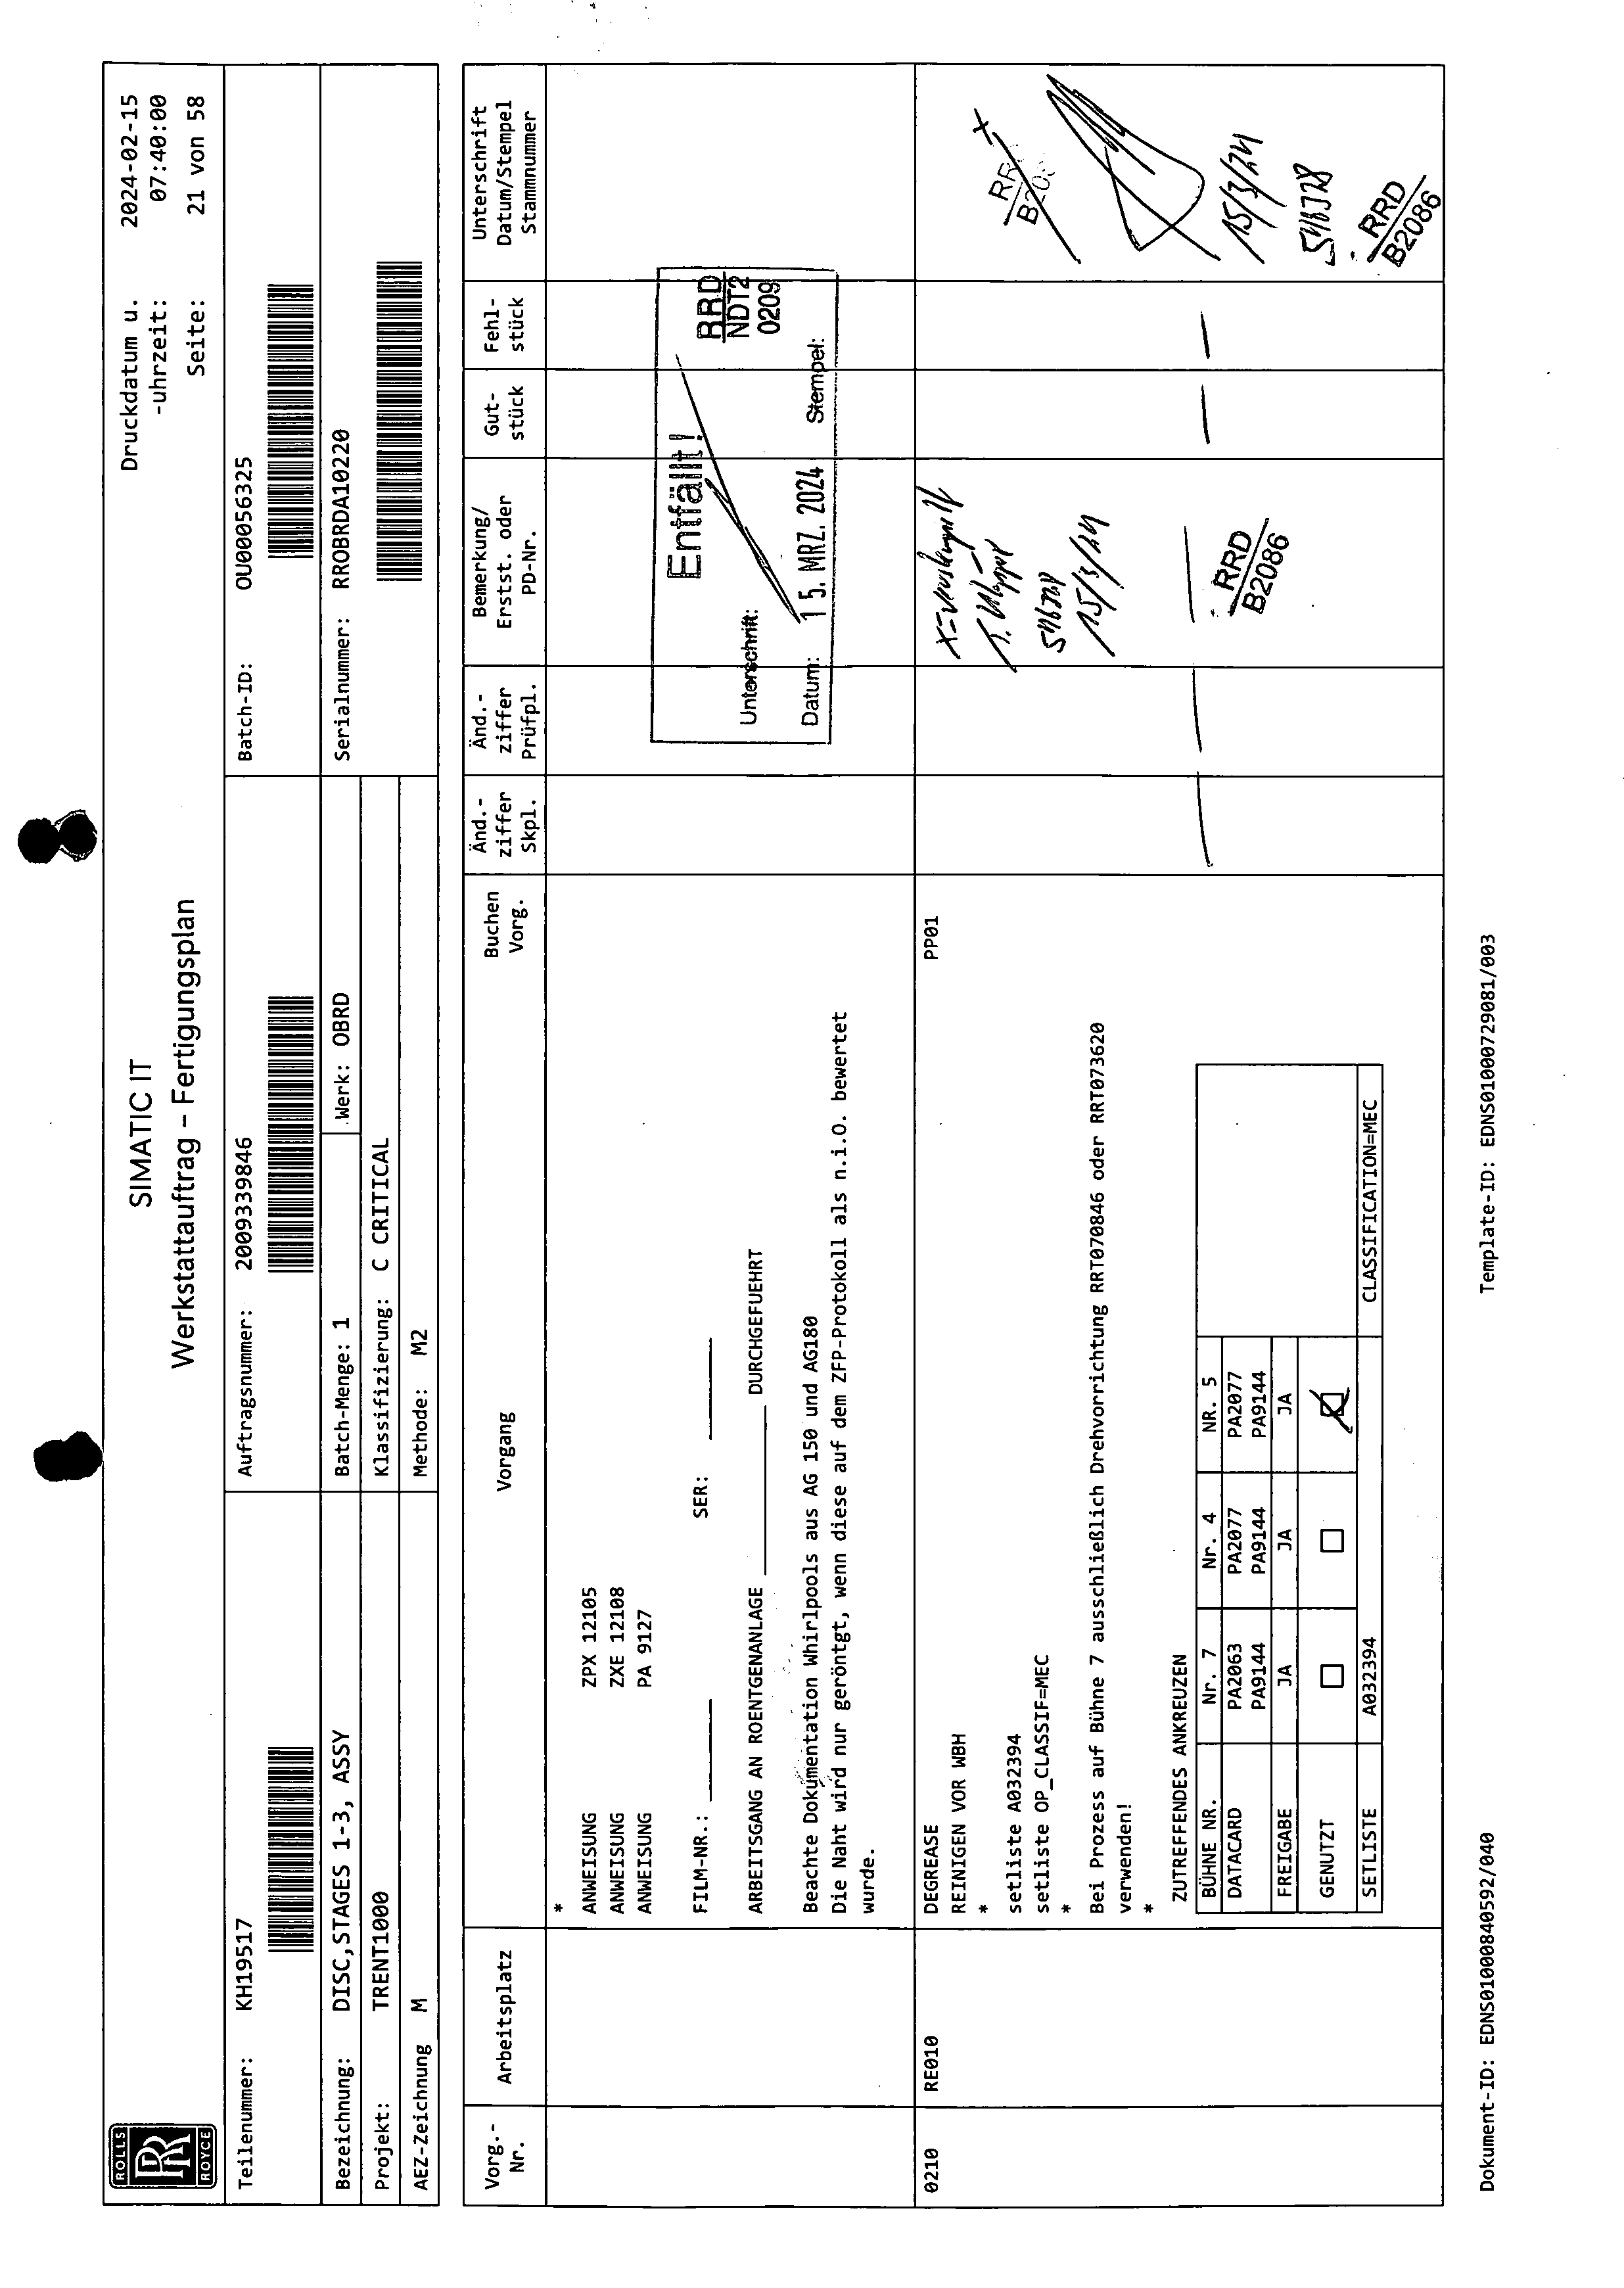 ROLLS
RR
ROYCE
SIMATIC IT
Werkstattauftrag – Fertigungsplan
Druckdatum u. 2024-02-15
-uhrzeit: 07:40:00
Seite: 21 von 58
Teilenummer: KH19517
Auftragsnummer: 2009339846
Batch-ID: OU00056325
Bezeichnung: DISC,STAGES 1-3, ASSY
Batch-Menge: 1
Werk: OBRD
Serialnummer: RROBRDA10220
Projekt: TRENT1000
Klassifizierung: C CRITICAL
AEZ-Zeichnung M
Methode: M2
Vorg.-
Nr.
Arbeitsplatz
Vorgang
Buchen
Vorg.
Änd.-
ziffer
Skpl.
Änd.-
ziffer
Prüfpl.
Bemerkung/
Erstst. oder
PD-Nr.
Gut-
stück
Fehl-
stück
Unterschrift
Datum/Stempel
Stammnummer
*
ANWEISUNG ZPX 12105
ANWEISUNG ZXE 12108
ANWEISUNG PA 9127
FILM-NR.: ______ SER: ______
ARBEITSGANG AN ROENTGENANLAGE ______ DURCHGEFUEHRT
Beachte Dokumentation Whirlpools aus AG 150 und AG180
Die Naht wird nur geröntgt, wenn diese auf dem ZFP-Protokoll als n.i.O. bewertet
wurde.
Entfällt!
RRD
NDT2
0209
Unterschrift:
Datum: 15. MRZ. 2024 Stempel:
0210 RE010
DEGREASE PP01
REINIGEN VOR WBH
*
setliste A032394
setliste OP_CLASSIF=MEC
*
Bei Prozess auf Bühne 7 ausschließlich Drehvorrichtung RRT070846 oder RRT073620
verwenden!
*
ZUTREFFENDES ANKREUZEN
BÜHNE NR. Nr. 7 Nr. 4 NR. 5
DATACARD PA2063 PA2077 PA2077
PA9144 PA9144 PA9144
FREIGABE JA JA JA
GENUTZT
SETLISTE A032394 CLASSIFICATION=MEC
15/3/24
RRD
B2086
x
15/3/24
RRD
B2086
Dokument-ID: EDNS01000840592/040
Template-ID: EDNS01000729081/003